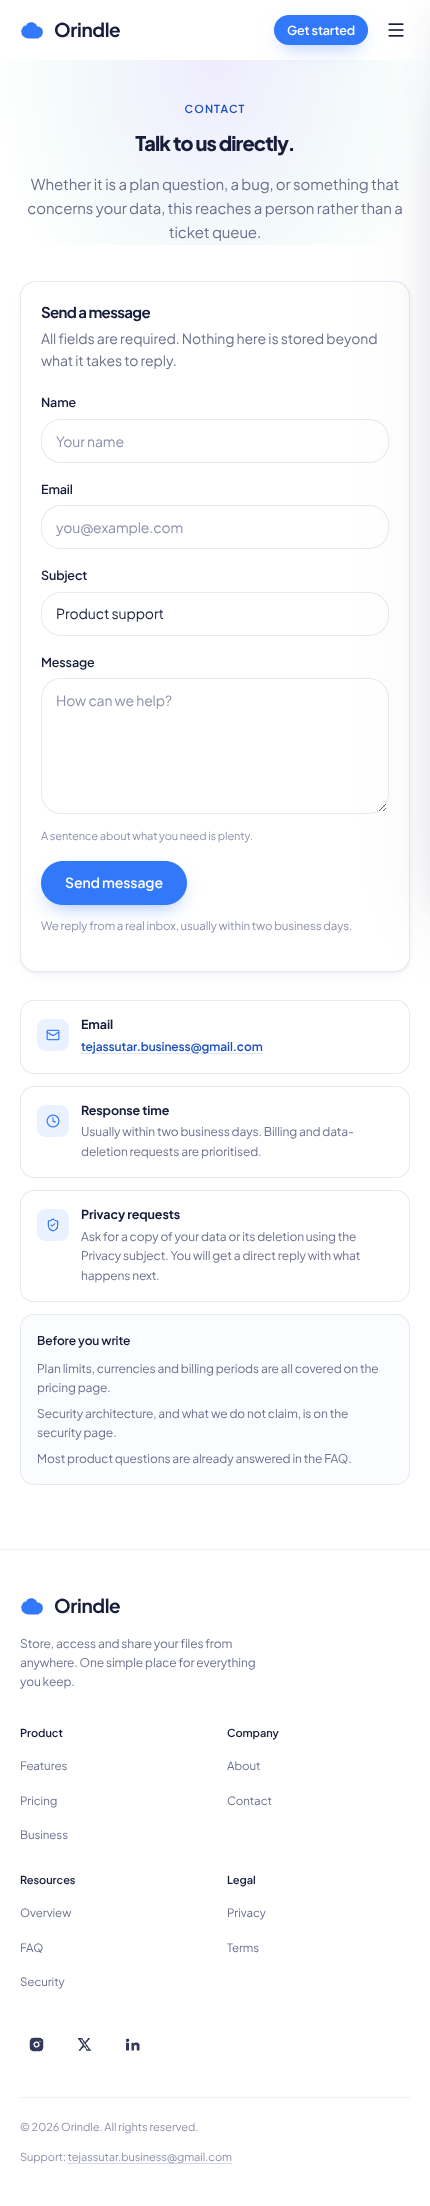 Orindle
Get started
CONTACT
Talk to us directly.
Whether it is a plan question, a bug, or something that
concerns your data, this reaches a person rather than a
ticket queue.
Send a message
All fields are required. Nothing here is stored beyond
what it takes to reply.
Name
Your name
Email
you@example.com
Subject
Product support
Message
How can we help?
A sentence about what you need is plenty.
Send message
We reply from a real inbox, usually within two business days.
Email
tejassutar.business@gmail.com
Response time
Usually within two business days. Billing and data-
deletion requests are prioritised.
Privacy requests
Ask for a copy of your data or its deletion using the
Privacy subject. You will get a direct reply with what
happens next.
Before you write
Plan limits, currencies and billing periods are all covered on the
pricing page.
Security architecture, and what we do not claim, is on the
security page.
Most product questions are already answered in the FAQ.
Orindle
Store, access and share your files from
anywhere. One simple place for everything
you keep.
Product
Features
Pricing
Business
Company
About
Contact
Resources
Overview
FAQ
Security
Legal
Privacy
Terms
© 2026 Orindle. All rights reserved.
Support: tejassutar.business@gmail.com